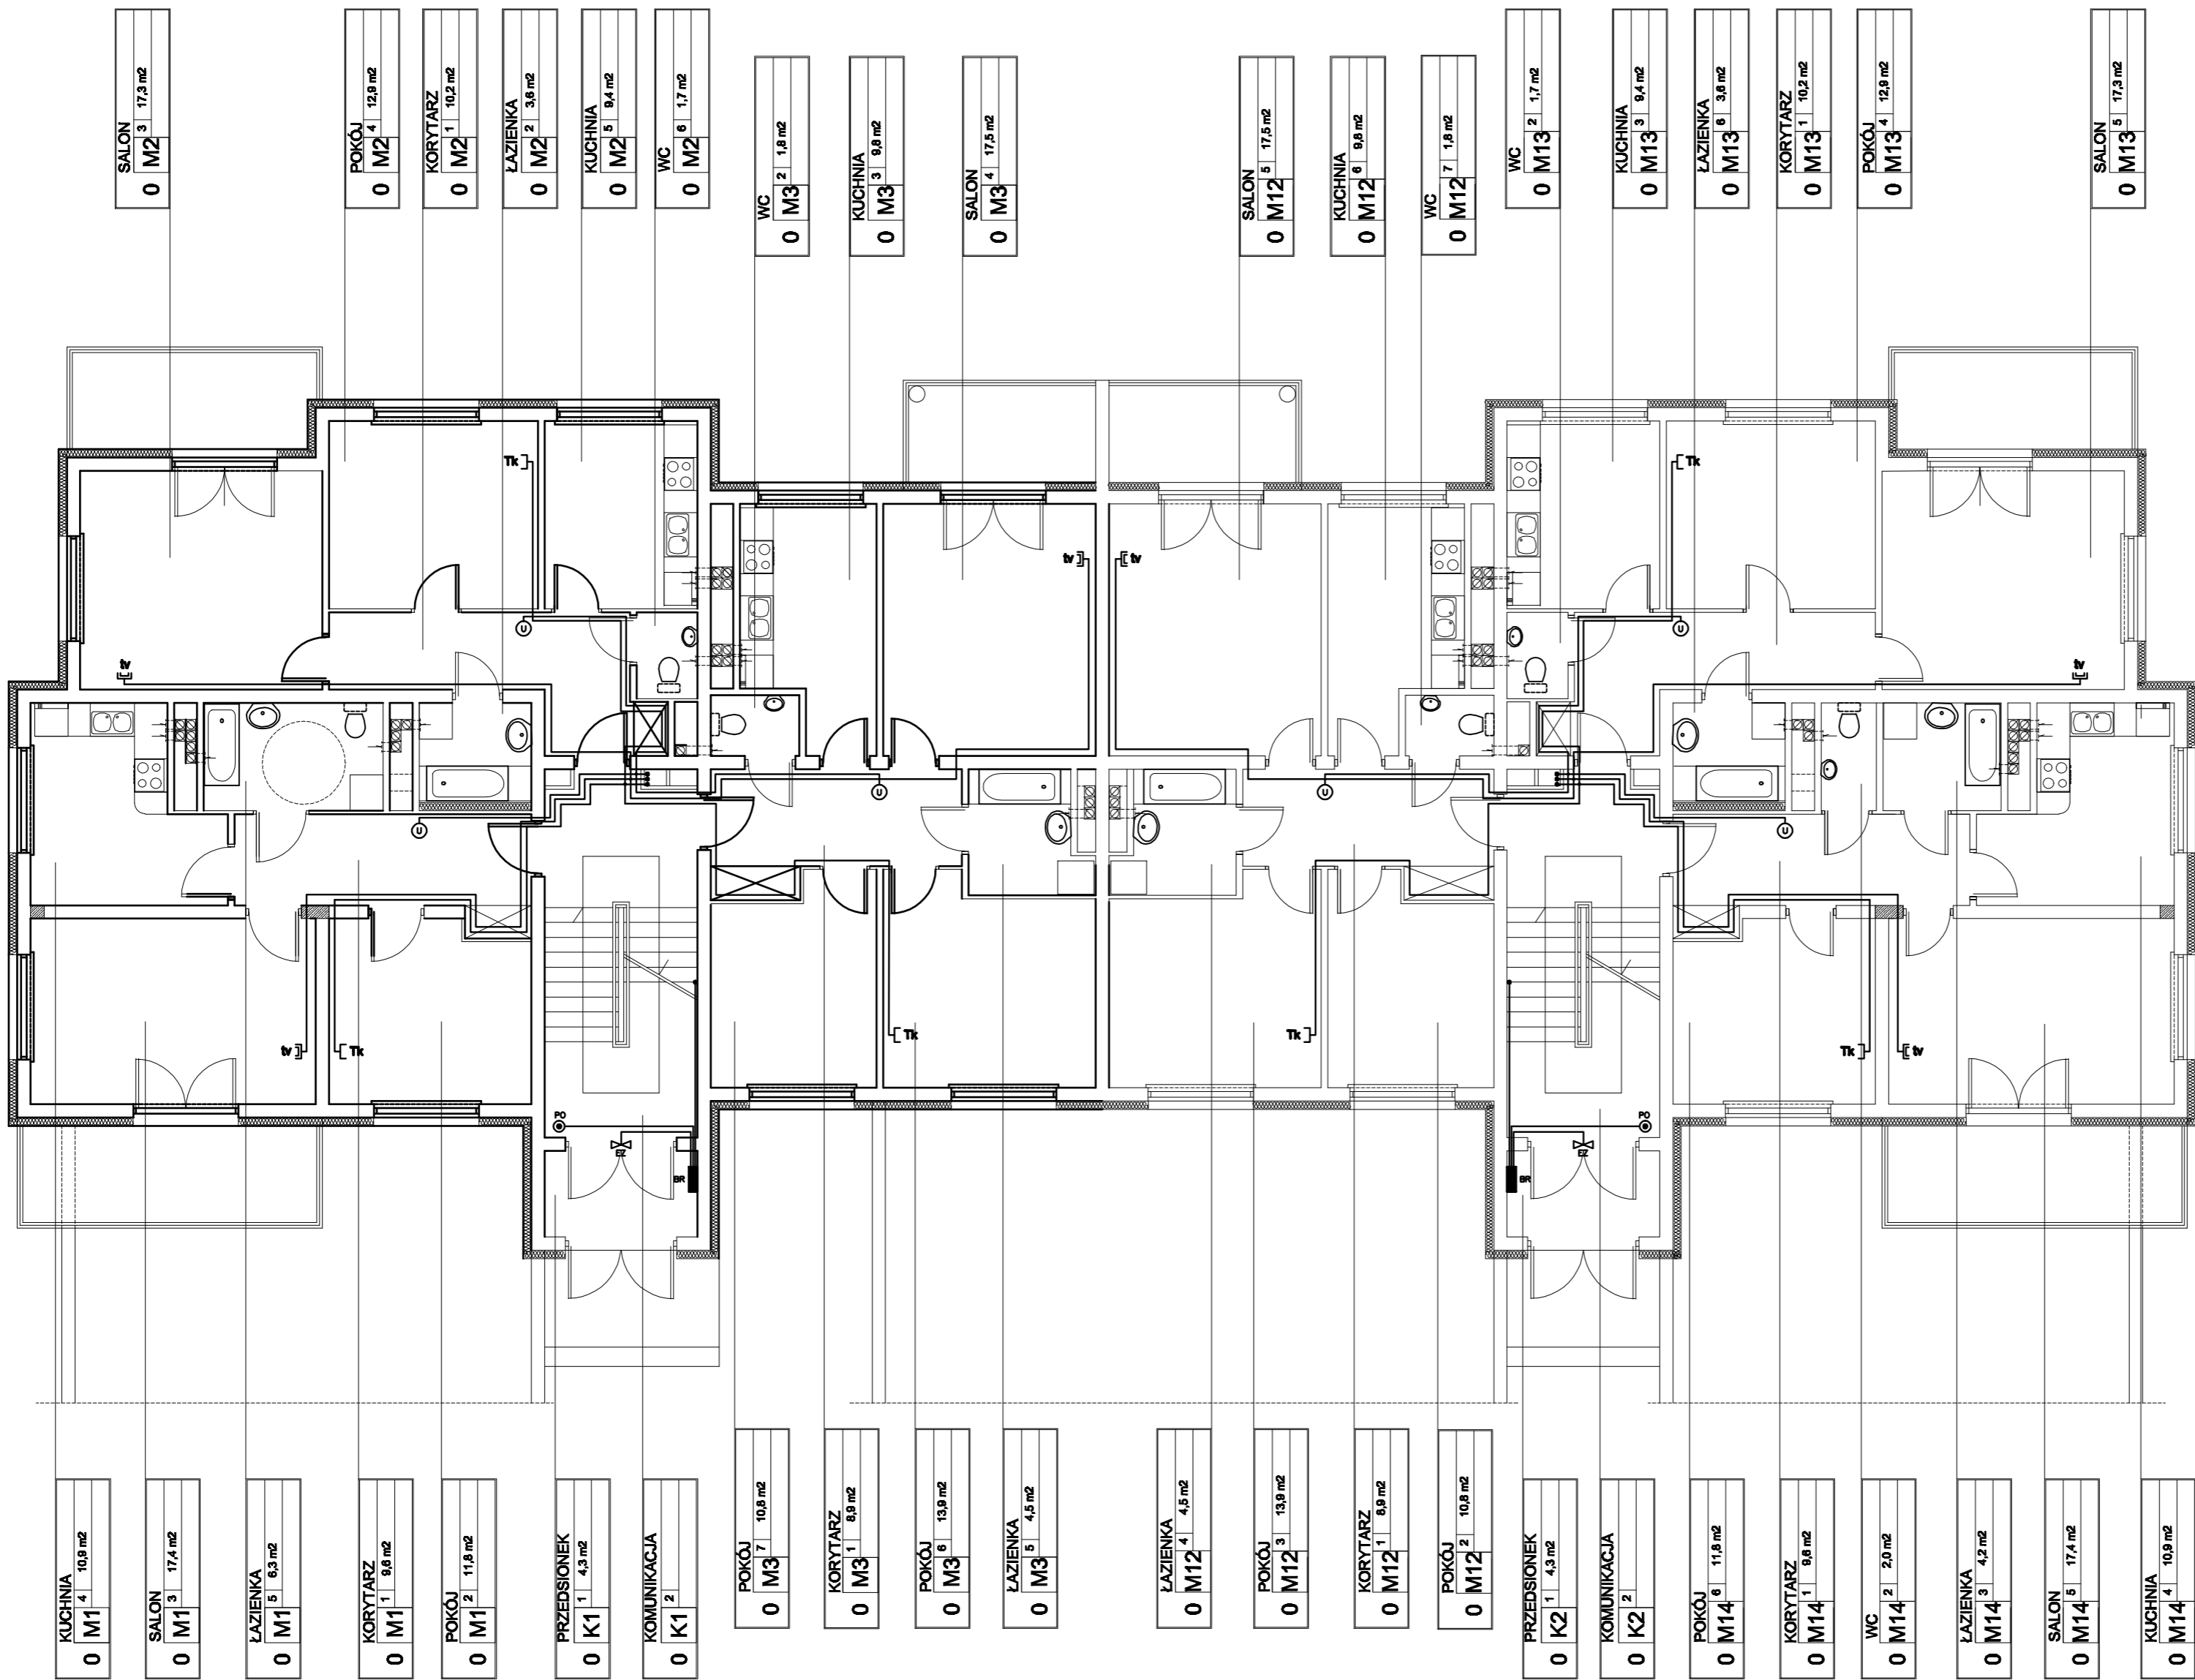 SALON
3 17,3 m2
0 M2
POKÓJ
4 12,9 m2
0 M2
KORYTARZ
1 10,2 m2
0 M2
ŁAZIENKA
2 3,6 m2
0 M2
KUCHNIA
5 9,4 m2
0 M2
WC
6 1,7 m2
0 M2
WC
2 1,8 m2
0 M3
KUCHNIA
3 9,8 m2
0 M3
SALON
4 17,5 m2
0 M3
SALON
5 17,5 m2
0 M12
KUCHNIA
6 9,8 m2
0 M12
WC
7 1,8 m2
0 M12
WC
2 1,7 m2
0 M13
KUCHNIA
3 9,4 m2
0 M13
ŁAZIENKA
6 3,6 m2
0 M13
KORYTARZ
1 10,2 m2
0 M13
POKÓJ
4 12,9 m2
0 M13
SALON
5 17,3 m2
0 M13
Tk
Tk
tv
tv
U
U
tv
tv
U
U
U
U
Tk
Tk
tv
Tk
Tk
tv
PO
EZ
BR
PO
EZ
BR
KUCHNIA
4 10,9 m2
0 M1
SALON
3 17,4 m2
0 M1
ŁAZIENKA
5 6,3 m2
0 M1
KORYTARZ
1 9,6 m2
0 M1
POKÓJ
2 11,8 m2
0 M1
PRZEDSIONEK
1 4,3 m2
0 K1
KOMUNIKACJA
2
0 K1
POKÓJ
7 10,8 m2
0 M3
KORYTARZ
1 8,9 m2
0 M3
POKÓJ
6 13,9 m2
0 M3
ŁAZIENKA
5 4,5 m2
0 M3
ŁAZIENKA
4 4,5 m2
0 M12
POKÓJ
3 13,9 m2
0 M12
KORYTARZ
1 8,9 m2
0 M12
POKÓJ
2 10,8 m2
0 M12
PRZEDSIONEK
1 4,3 m2
0 K2
KOMUNIKACJA
2
0 K2
POKÓJ
6 11,8 m2
0 M14
KORYTARZ
1 9,6 m2
0 M14
WC
2 2,0 m2
0 M14
ŁAZIENKA
3 4,2 m2
0 M14
SALON
5 17,4 m2
0 M14
KUCHNIA
4 10,9 m2
0 M14